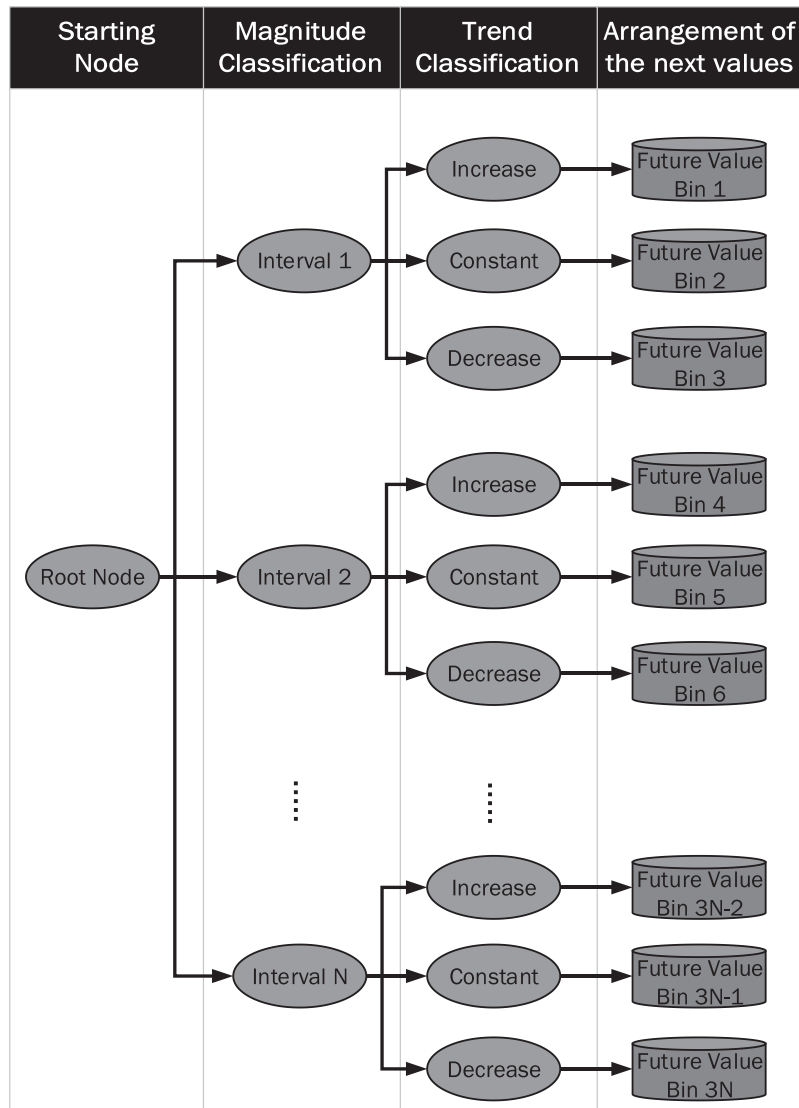 Starting
Node
Magnitude
Classification
Trend
Classification
Arrangement of
the next values
Root Node
Interval 1
Increase
Future Value
Bin 1
Constant
Future Value
Bin 2
Decrease
Future Value
Bin 3
Interval 2
Increase
Future Value
Bin 4
Constant
Future Value
Bin 5
Decrease
Future Value
Bin 6
Interval N
Increase
Future Value
Bin 3N-2
Constant
Future Value
Bin 3N-1
Decrease
Future Value
Bin 3N